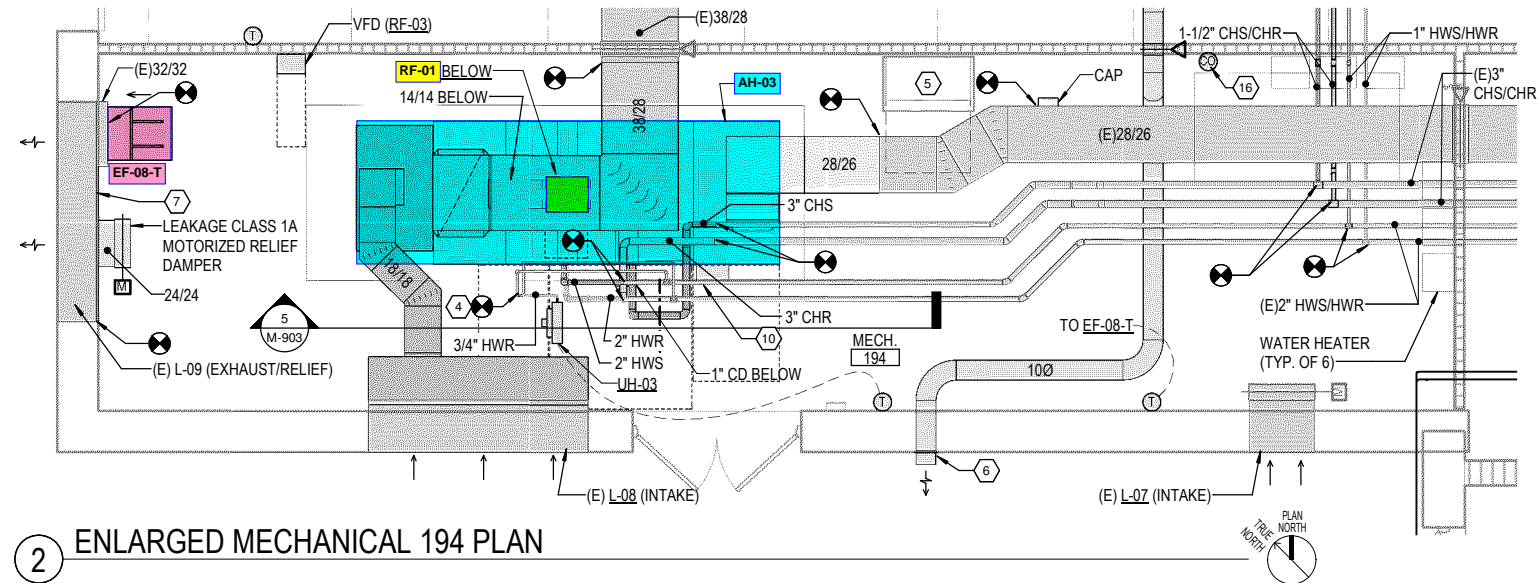 (E)38/28
VFD (RF-03)
1-1/2" CHS/CHR
1" HWS/HWR
T
(E)32/32
RF-01 BELOW
14/14 BELOW
AH-03
CAP
CO
16
5
(E)3"
CHS/CHR
38/28
(E)28/26
28/26
EF-08-T
7
LEAKAGE CLASS 1A
MOTORIZED RELIEF
DAMPER
M
24/24
3" CHS
18/18
4
5
M-903
3/4" HWR
2" HWR
2" HWS
UH-03
3" CHR
10
1" CD BELOW
MECH.
194
TO EF-08-T
(E)2" HWS/HWR
WATER HEATER
(TYP. OF 6)
(E) L-09 (EXHAUST/RELIEF)
10Ø
T
T
M
6
(E) L-08 (INTAKE)
(E) L-07 (INTAKE)
2
ENLARGED MECHANICAL 194 PLAN
PLAN
NORTH
TRUE
NORTH